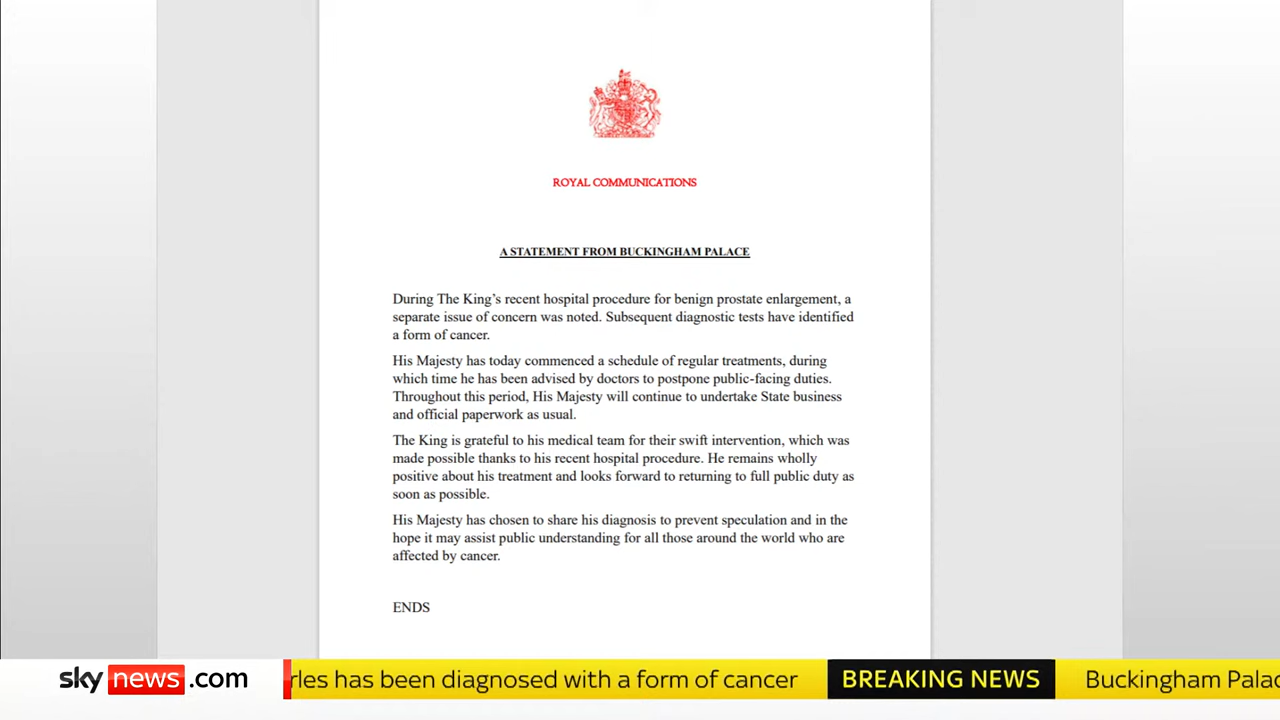 ROYAL COMMUNICATIONS
A STATEMENT FROM BUCKINGHAM PALACE
During The King's recent hospital procedure for benign prostate enlargement, a
separate issue of concern was noted. Subsequent diagnostic tests have identified
a form of cancer.
His Majesty has today commenced a schedule of regular treatments, during
which time he has been advised by doctors to postpone public-facing duties.
Throughout this period, His Majesty will continue to undertake State business
and official paperwork as usual.
The King is grateful to his medical team for their swift intervention, which was
made possible thanks to his recent hospital procedure. He remains wholly
positive about his treatment and looks forward to returning to full public duty as
soon as possible.
His Majesty has chosen to share his diagnosis to prevent speculation and in the
hope it may assist public understanding for all those around the world who are
affected by cancer.
ENDS
sky news .com rles has been diagnosed with a form of cancer BREAKING NEWS Buckingham Palac